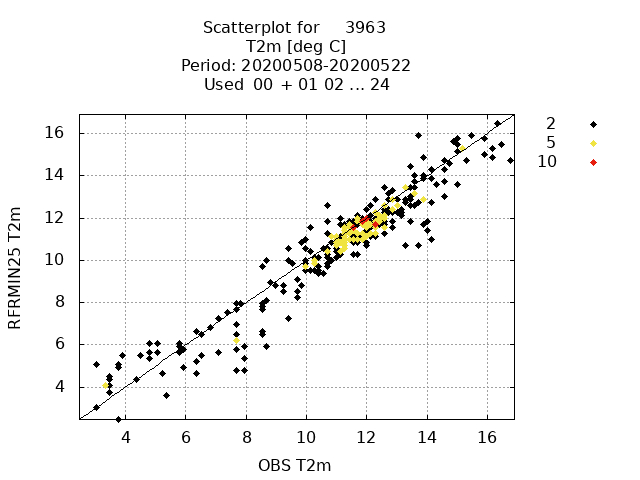 Scatterplot for 3963
T2m [deg C]
Period: 20200508-20200522
Used 00 + 01 02 ... 24
2
5
10
16
14
12
10
8
6
4
RFRMIN25 T2m
4 6 8 10 12 14 16
OBS T2m